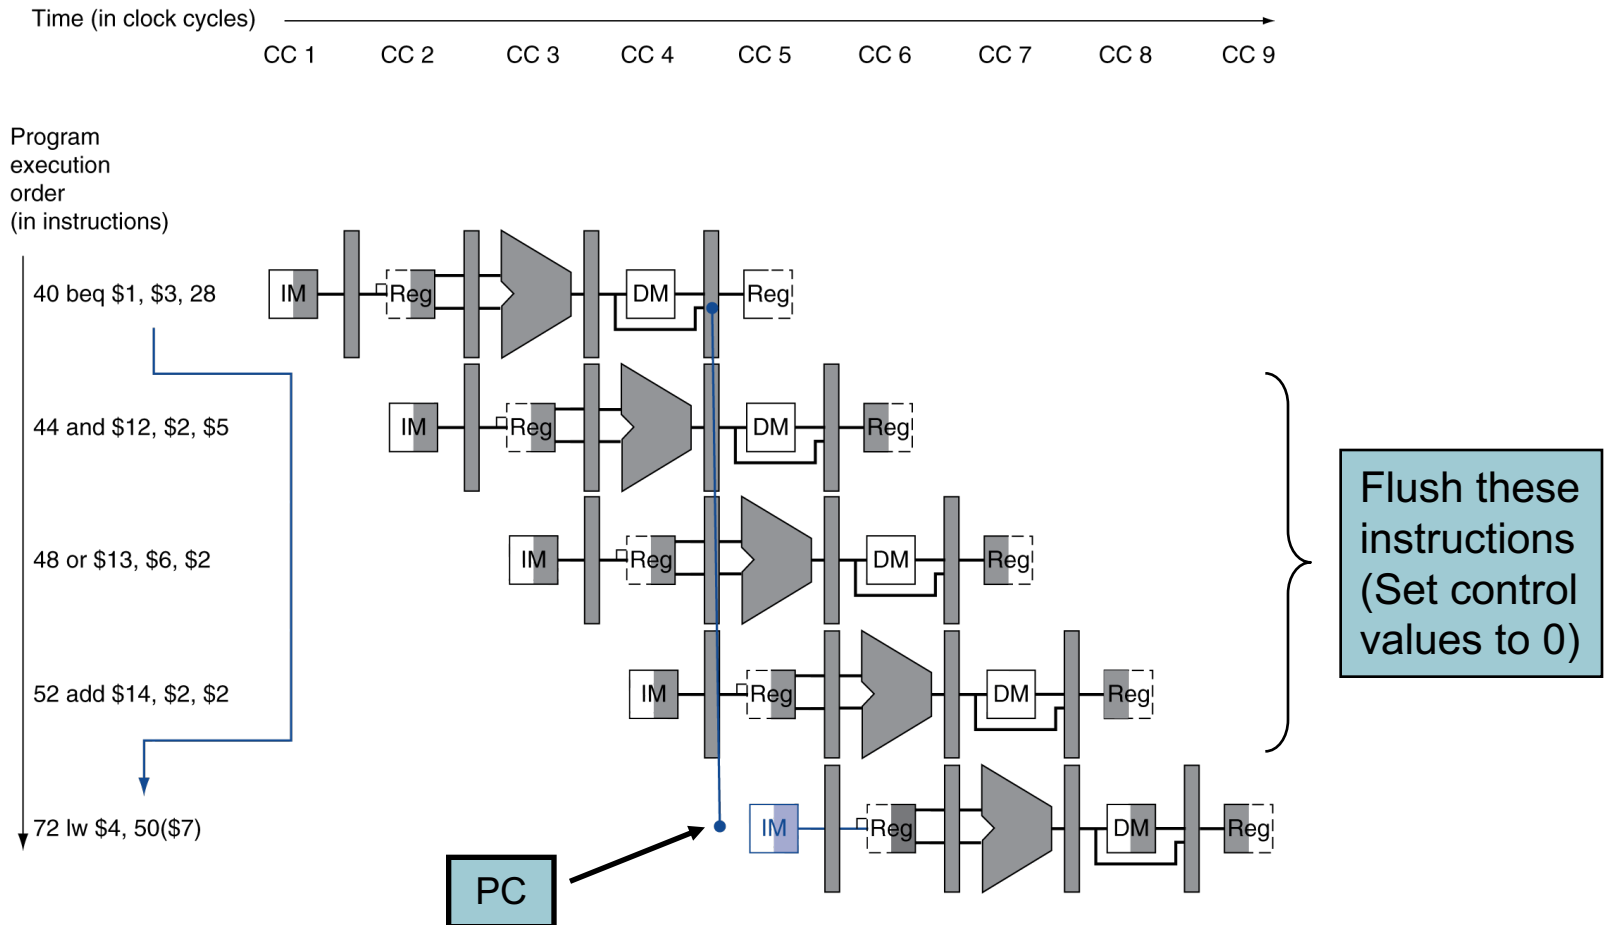 Time (in clock cycles)
CC 1 CC 2 CC 3 CC 4 CC 5 CC 6 CC 7 CC 8 CC 9
Program
execution
order
(in instructions)
40 beq $1, $3, 28
IM Reg DM Reg
44 and $12, $2, $5
IM Reg DM Reg
48 or $13, $6, $2
IM Reg DM Reg
52 add $14, $2, $2
IM Reg DM Reg
72 lw $4, 50($7)
IM Reg DM Reg
Flush these
instructions
(Set control
values to 0)
PC